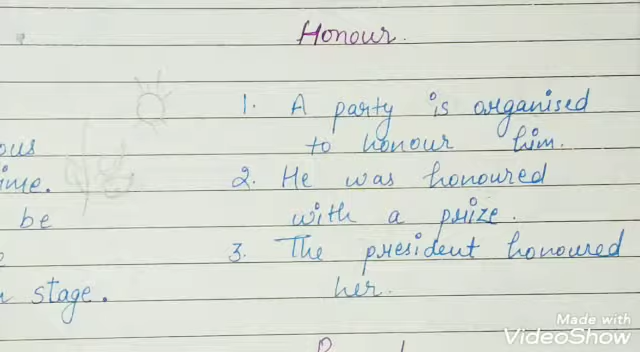 Honour.
1. A party is organised
to honour him.
2. He was honoured
with a prize.
3. The president honoured
her.
ous
ime.
be
stage.
Made with
VideoShow